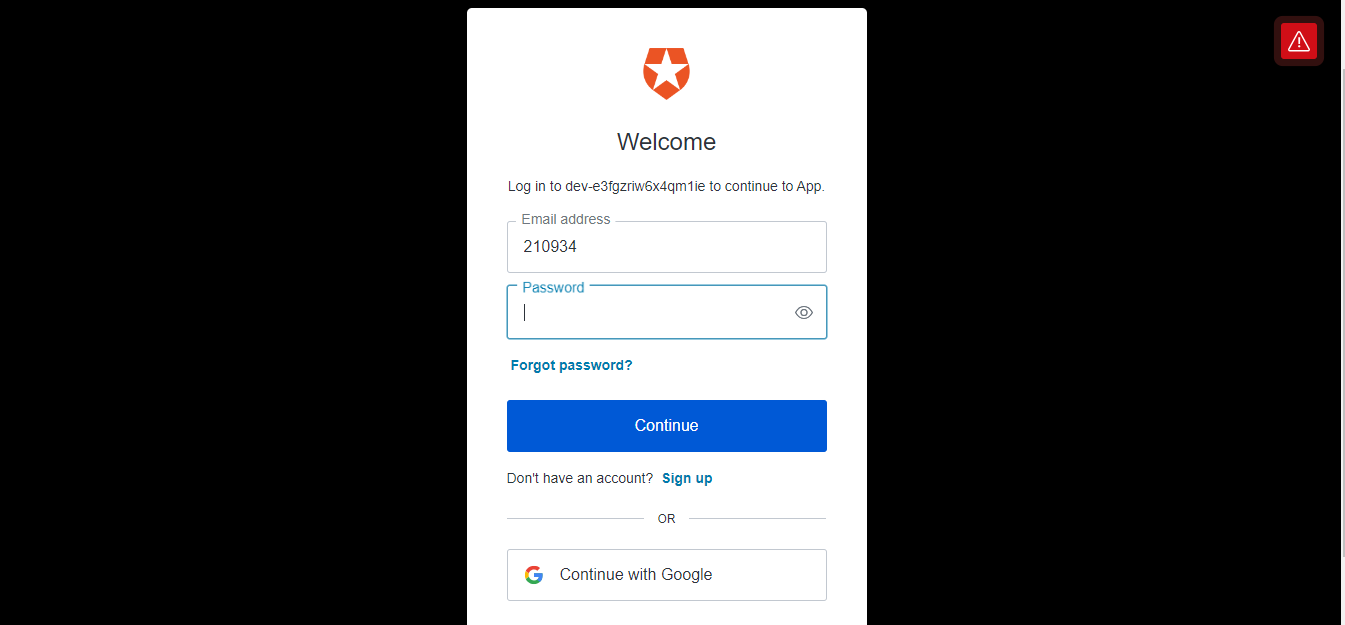 Welcome
Log in to dev-e3fgzriw6x4qm1ie to continue to App.
Email address
210934
Password
Forgot password?
Continue
Don't have an account? Sign up
OR
Continue with Google